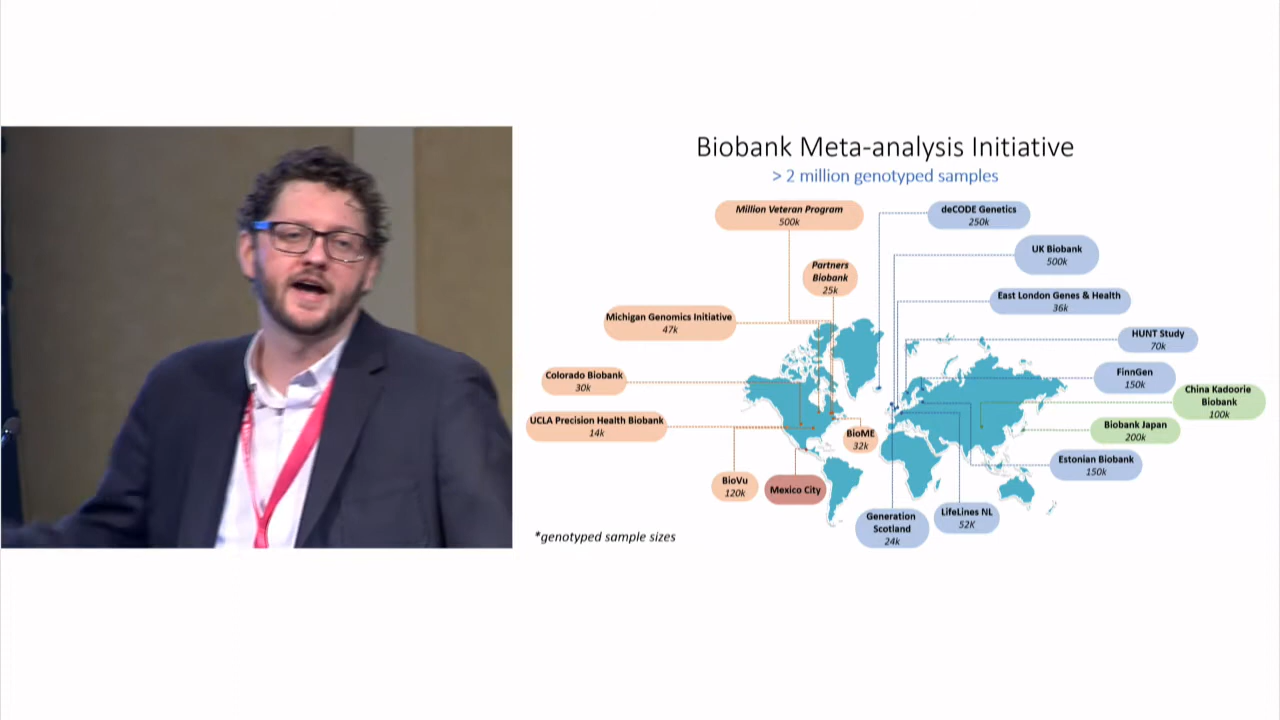 Biobank Meta-analysis Initiative
> 2 million genotyped samples
Million Veteran Program
500k
deCODE Genetics
250k
UK Biobank
500k
Partners
Biobank
25k
East London Genes & Health
36k
Michigan Genomics Initiative
47k
HUNT Study
70k
FinnGen
150k
Colorado Biobank
30k
China Kadoorie
Biobank
100k
UCLA Precision Health Biobank
14k
Biobank Japan
200k
BioME
32k
Estonian Biobank
150k
BioVu
120k
Mexico City
Generation
Scotland
24k
LifeLines NL
52K
*genotyped sample sizes